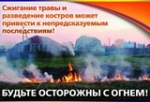 Сжигание травы и
разведение костров может
привести к непредсказуемым
последствиям!
БУДЬТЕ ОСТОРОЖНЫ С ОГНЕМ!